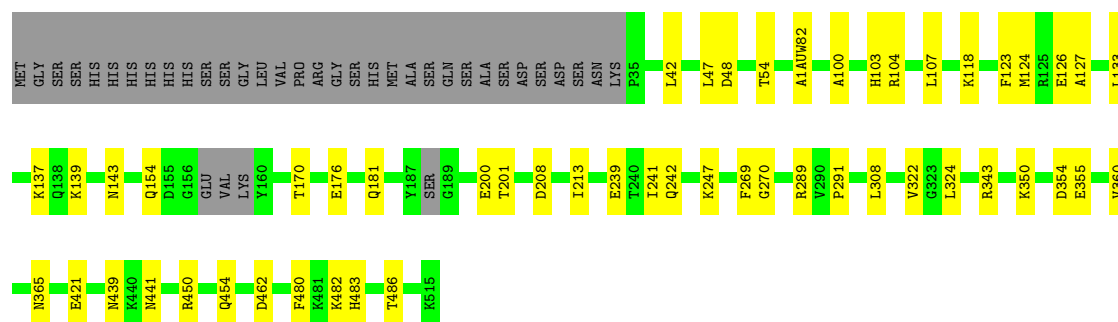 MET GLY SER SER HIS HIS HIS HIS HIS HIS SER SER GLY LEU VAL PRO ARG GLY SER HIS MET ALA SER GLN SER ALA SER ASP SER ASP SER ASN LYS P35 L42 L47 D48 T54 A1AUW82 A100 H103 R104 L107 K118 F123 M124 R125 E126 A127 L133
K137 Q138 K139 N143 Q154 D155 G156 GLU VAL LYS Y160 T170 E176 Q181 Y187 SER G189 E200 T201 D208 I213 E239 T240 I241 Q242 K247 F269 G270 R289 V290 P291 L308 V322 G323 L324 R343 K350 D354 E355
N365 E421 N439 K440 N441 R450 Q454 D462 F480 K481 K482 H483 T486 K515